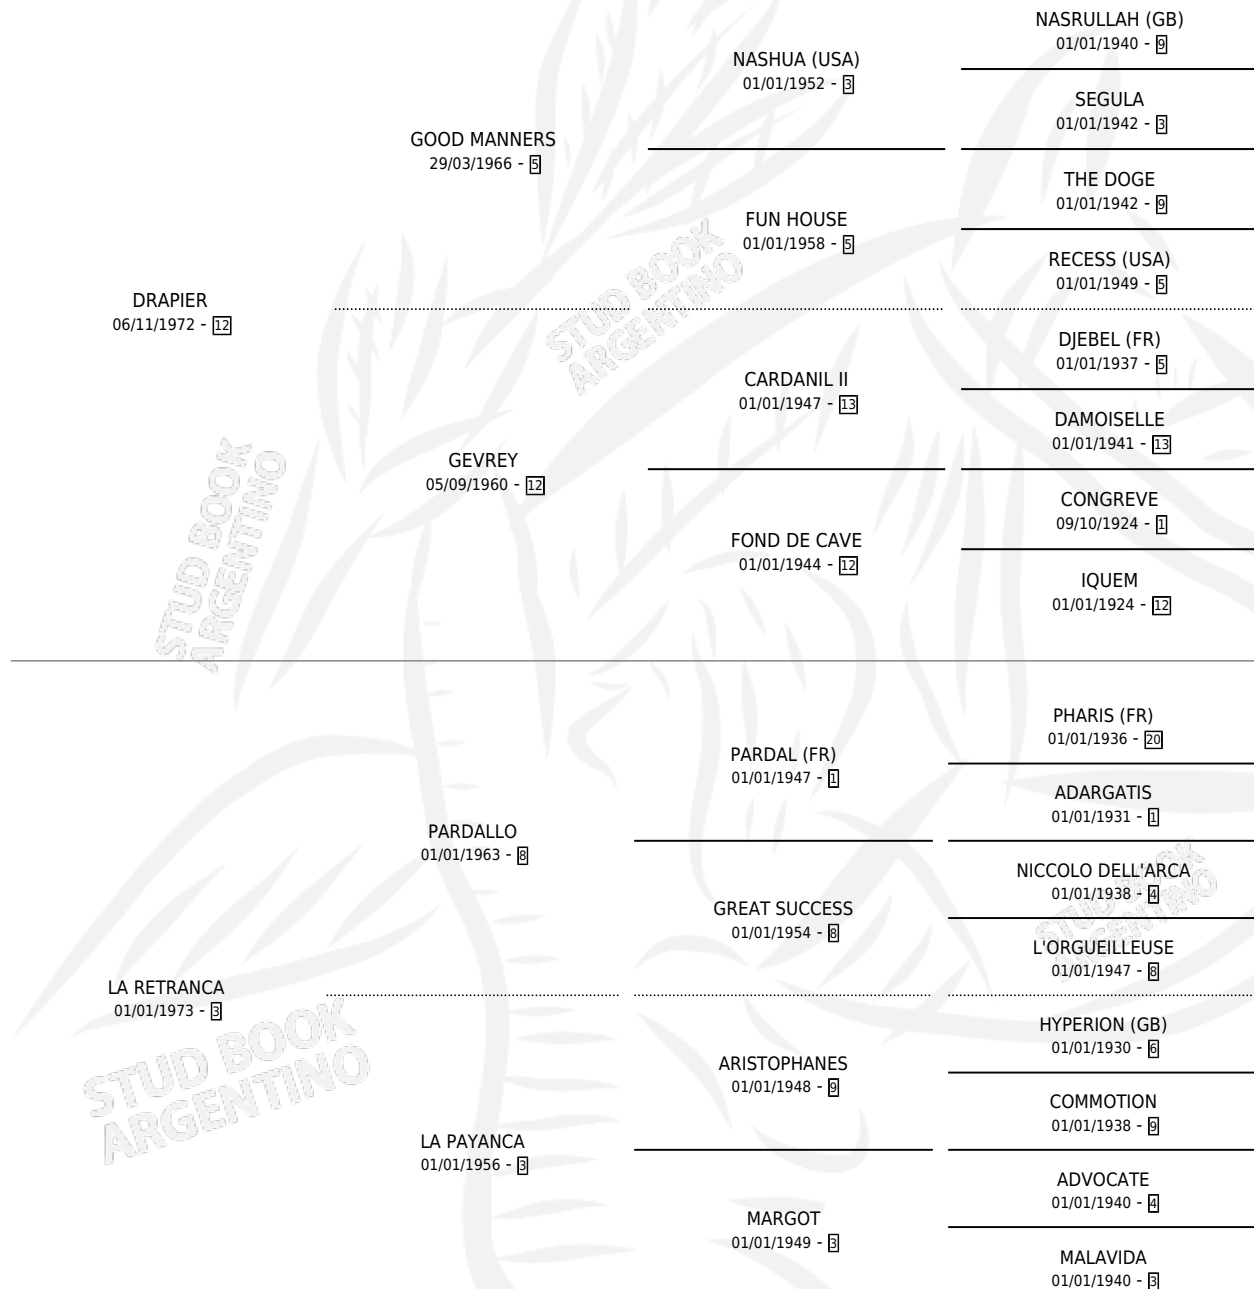 NASRULLAH (GB)
01/01/1940 - 9
NASHUA (USA)
01/01/1952 - 3
SEGULA
01/01/1942 - 3
GOOD MANNERS
29/03/1966 - 5
THE DOGE
01/01/1942 - 9
FUN HOUSE
01/01/1958 - 5
RECESS (USA)
01/01/1949 - 5
DRAPIER
06/11/1972 - 12
DJEBEL (FR)
01/01/1937 - 5
CARDANIL II
01/01/1947 - 13
DAMOISELLE
01/01/1941 - 13
GEVREY
05/09/1960 - 12
CONGREVE
09/10/1924 - 1
FOND DE CAVE
01/01/1944 - 12
IQUEM
01/01/1924 - 12
PHARIS (FR)
01/01/1936 - 20
PARDAL (FR)
01/01/1947 - 1
ADARGATIS
01/01/1931 - 1
PARDALLO
01/01/1963 - 8
NICCOLO DELL'ARCA
01/01/1938 - 4
GREAT SUCCESS
01/01/1954 - 8
L'ORGUEILLEUSE
01/01/1947 - 8
LA RETRANCA
01/01/1973 - 3
HYPERION (GB)
01/01/1930 - 6
ARISTOPHANES
01/01/1948 - 9
COMMOTION
01/01/1938 - 9
LA PAYANCA
01/01/1956 - 3
ADVOCATE
01/01/1940 - 4
MARGOT
01/01/1949 - 3
MALAVIDA
01/01/1940 - 3
STUD BOOK
ARGENTINO
STUD BOOK
ARGENTINO
STUD BOOK
ARGENTINO
STUD BOOK
ARGENTINO